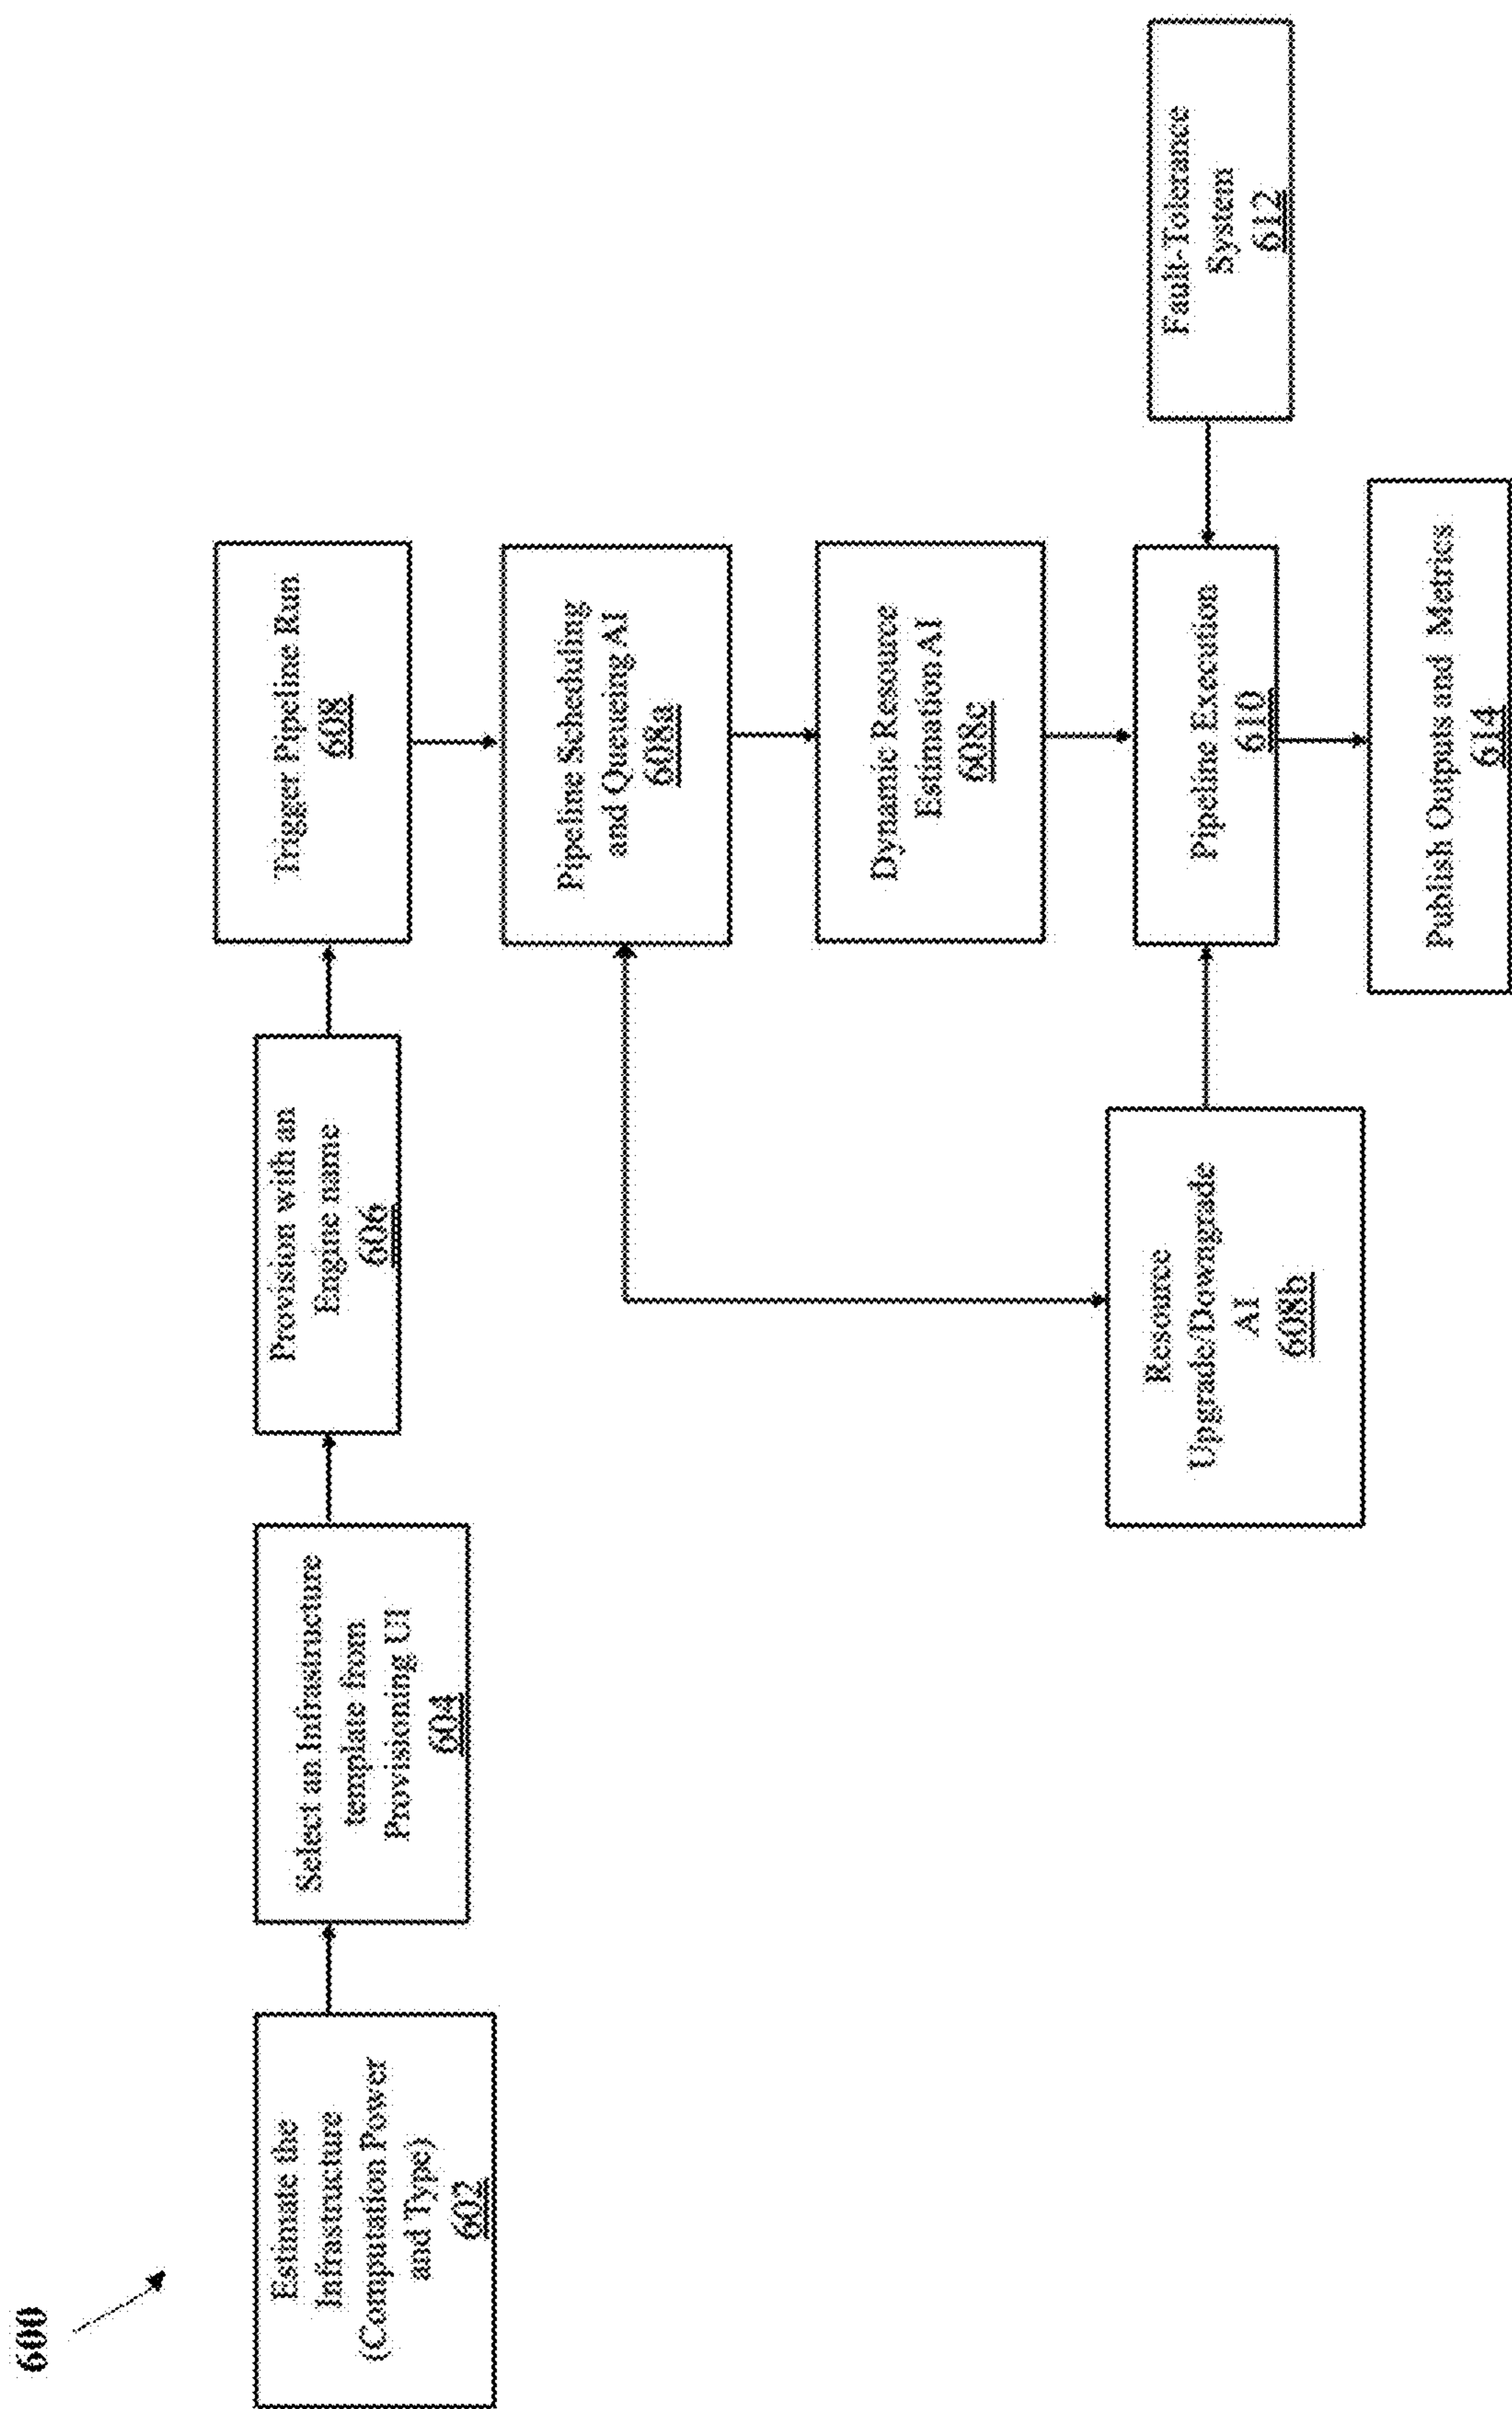 600
Estimate the
Infrastructure
(Computation Power
and Type)
602
Select an Infrastructure
template from
Provisioning UI
604
Provision with an
Engine name
606
Trigger Pipeline Run
608
Pipeline Scheduling
and Queueing AI
608a
Dynamic Resource
Estimation AI
608c
Resource
Upgrade/Downgrade
AI
608b
Pipeline Execution
610
Fault-Tolerance
System
612
Publish Outputs and Metrics
614